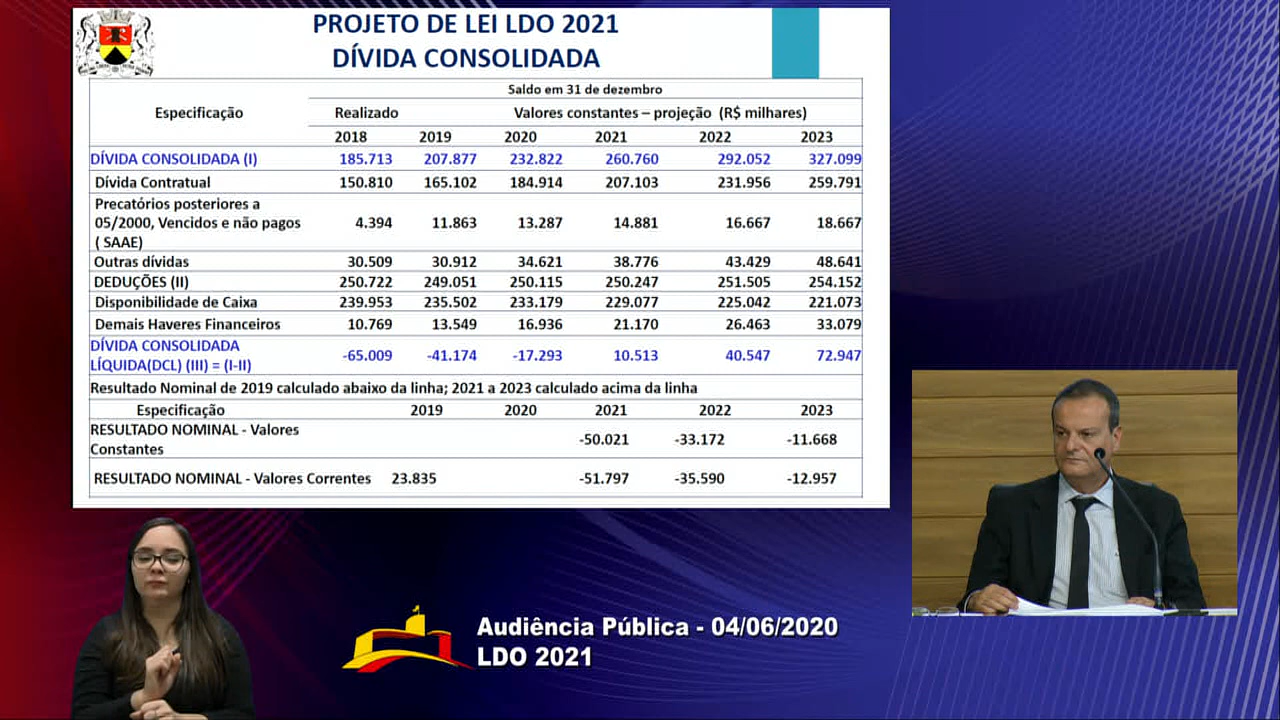 PROJETO DE LEI LDO 2021
DÍVIDA CONSOLIDADA
Saldo em 31 de dezembro
Especificação Realizado Valores constantes – projeção (R$ milhares)
2018 2019 2020 2021 2022 2023
DÍVIDA CONSOLIDADA (I) 185.713 207.877 232.822 260.760 292.052 327.099
Dívida Contratual 150.810 165.102 184.914 207.103 231.956 259.791
Precatórios posteriores a
05/2000, Vencidos e não pagos 4.394 11.863 13.287 14.881 16.667 18.667
( SAAE)
Outras dívidas 30.509 30.912 34.621 38.776 43.429 48.641
DEDUÇÕES (II) 250.722 249.051 250.115 250.247 251.505 254.152
Disponibilidade de Caixa 239.953 235.502 233.179 229.077 225.042 221.073
Demais Haveres Financeiros 10.769 13.549 16.936 21.170 26.463 33.079
DÍVIDA CONSOLIDADA
LÍQUIDA(DCL) (III) = (I-II) -65.009 -41.174 -17.293 10.513 40.547 72.947
Resultado Nominal de 2019 calculado abaixo da linha; 2021 a 2023 calculado acima da linha
Especificação 2019 2020 2021 2022 2023
RESULTADO NOMINAL - Valores
Constantes -50.021 -33.172 -11.668
RESULTADO NOMINAL - Valores Correntes 23.835 -51.797 -35.590 -12.957
Audiência Pública - 04/06/2020
LDO 2021